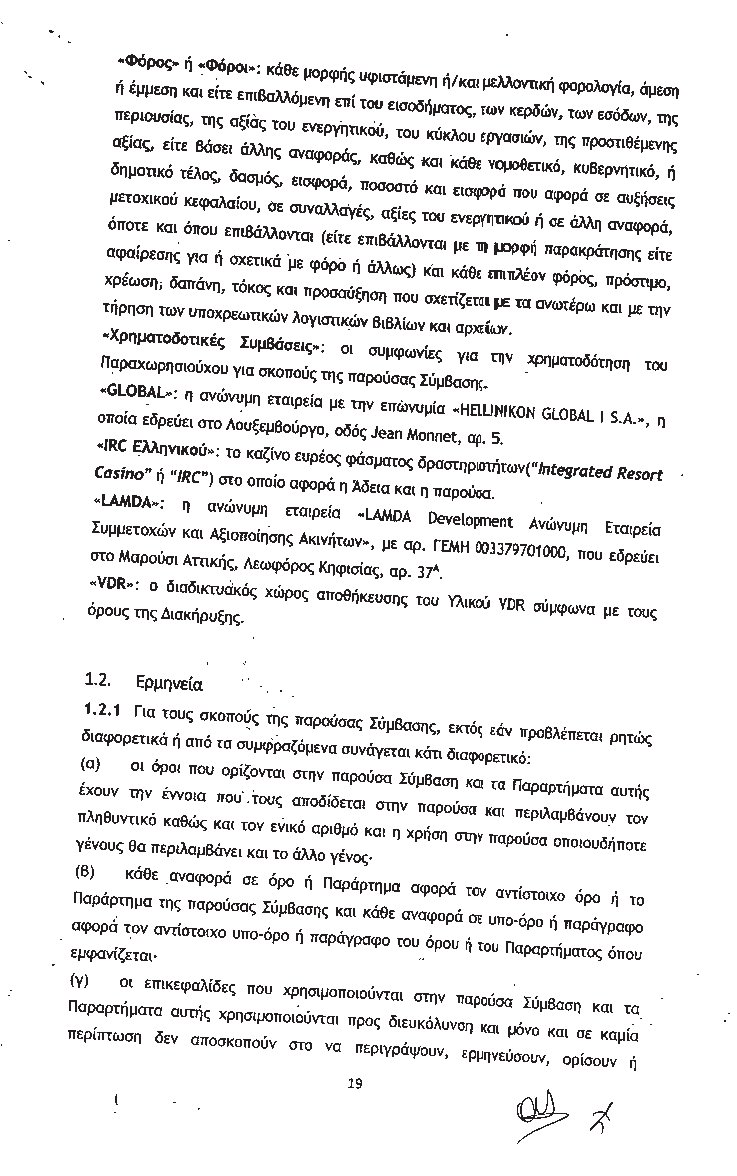 «Φόρος» ή «Φόροι»: κάθε μορφής υφιστάμενη ή/και μελλοντική φορολογία, άμεση
ή έμμεση και είτε επιβαλλόμενη επί του εισοδήματος, των κερδών, των εσόδων, της
περιουσίας, της αξίας του ενεργητικού, του κύκλου εργασιών, της προστιθέμενης
αξίας, είτε βάσει άλλης αναφοράς, καθώς και κάθε νομοθετικό, κυβερνητικό, ή
δηματικό τέλος, δασμός, εισφορά, ποσοστό και εισφορά που αφορά σε αυξήσεις
μετοχικού κεφαλαίου, σε συναλλαγές, αξίες του ενεργητικού ή σε άλλη αναφορά,
όποτε και όπου επιβάλλονται (είτε επιβάλλονται με τη μορφή παρακράτησης είτε
αφαίρεσης για ή σχετικά με φόρο ή άλλως) και κάθε επιπλέον φόρος, πρόστιμο,
χρέωση, δαπάνη, τόκος και προσαύξηση που σχετίζεται με τα ανωτέρω και με την
τήρηση των υποχρεωτικών λογιστικών βιβλίων και αρχείων.
«Χρηματοδοτικές Συμβάσεις»: οι συμφωνίες για την χρηματοδότηση του
Παραχωρησιούχου για σκοπούς της παρούσας Σύμβασης.
«GLOBAL»: η ανώνυμη εταιρεία με την επωνυμία «HELLINIKON GLOBAL I S.A.», η
οποία εδρεύει στο Λουξεμβούργο, οδός Jean Monnet, αρ. 5.
«IRC Ελληνικού»: το καζίνο ευρέος φάσματος δραστηριοτήτων("Integrated Resort
Casino" ή "IRC") στο οποίο αφορά η Άδεια και η παρούσα.
«LAMDA»: η ανώνυμη εταιρεία «LAMDA Development Ανώνυμη Εταιρεία
Συμμετοχών και Αξιοποίησης Ακινήτων», με αρ. ΓΕΜΗ 003379701000, που εδρεύει
στο Μαρούσι Αττικής, Λεωφόρος Κηφισίας, αρ. 37Α.
«VDR»: ο διαδικτυακός χώρος αποθήκευσης του Υλικού VDR σύμφωνα με τους
όρους της Διακήρυξης.
1.2. Ερμηνεία
1.2.1 Για τους σκοπούς της παρούσας Σύμβασης, εκτός εάν προβλέπεται ρητώς
διαφορετικά ή από τα συμφραζόμενα συνάγεται κάτι διαφορετικό:
(α) οι όροι που ορίζονται στην παρούσα Σύμβαση και τα Παραρτήματα αυτής
έχουν την έννοια που τους αποδίδεται στην παρούσα και περιλαμβάνουν τον
πληθυντικό καθώς και τον ενικό αριθμό και η χρήση στην παρούσα οποιουδήποτε
γένους θα περιλαμβάνει και το άλλο γένος·
(β) κάθε αναφορά σε όρο ή Παράρτημα αφορά τον αντίστοιχο όρο ή το
Παράρτημα της παρούσας Σύμβασης και κάθε αναφορά σε υπο-όρο ή παράγραφο
αφορά τον αντίστοιχο υπο-όρο ή παράγραφο του όρου ή του Παραρτήματος όπου
εμφανίζεται·
(γ) οι επικεφαλίδες που χρησιμοποιούνται στην παρούσα Σύμβαση και τα
Παραρτήματα αυτής χρησιμοποιούνται προς διευκόλυνση και μόνο και σε καμία
περίπτωση δεν αποσκοπούν στο να περιγράψουν, ερμηνεύσουν, ορίσουν ή
19